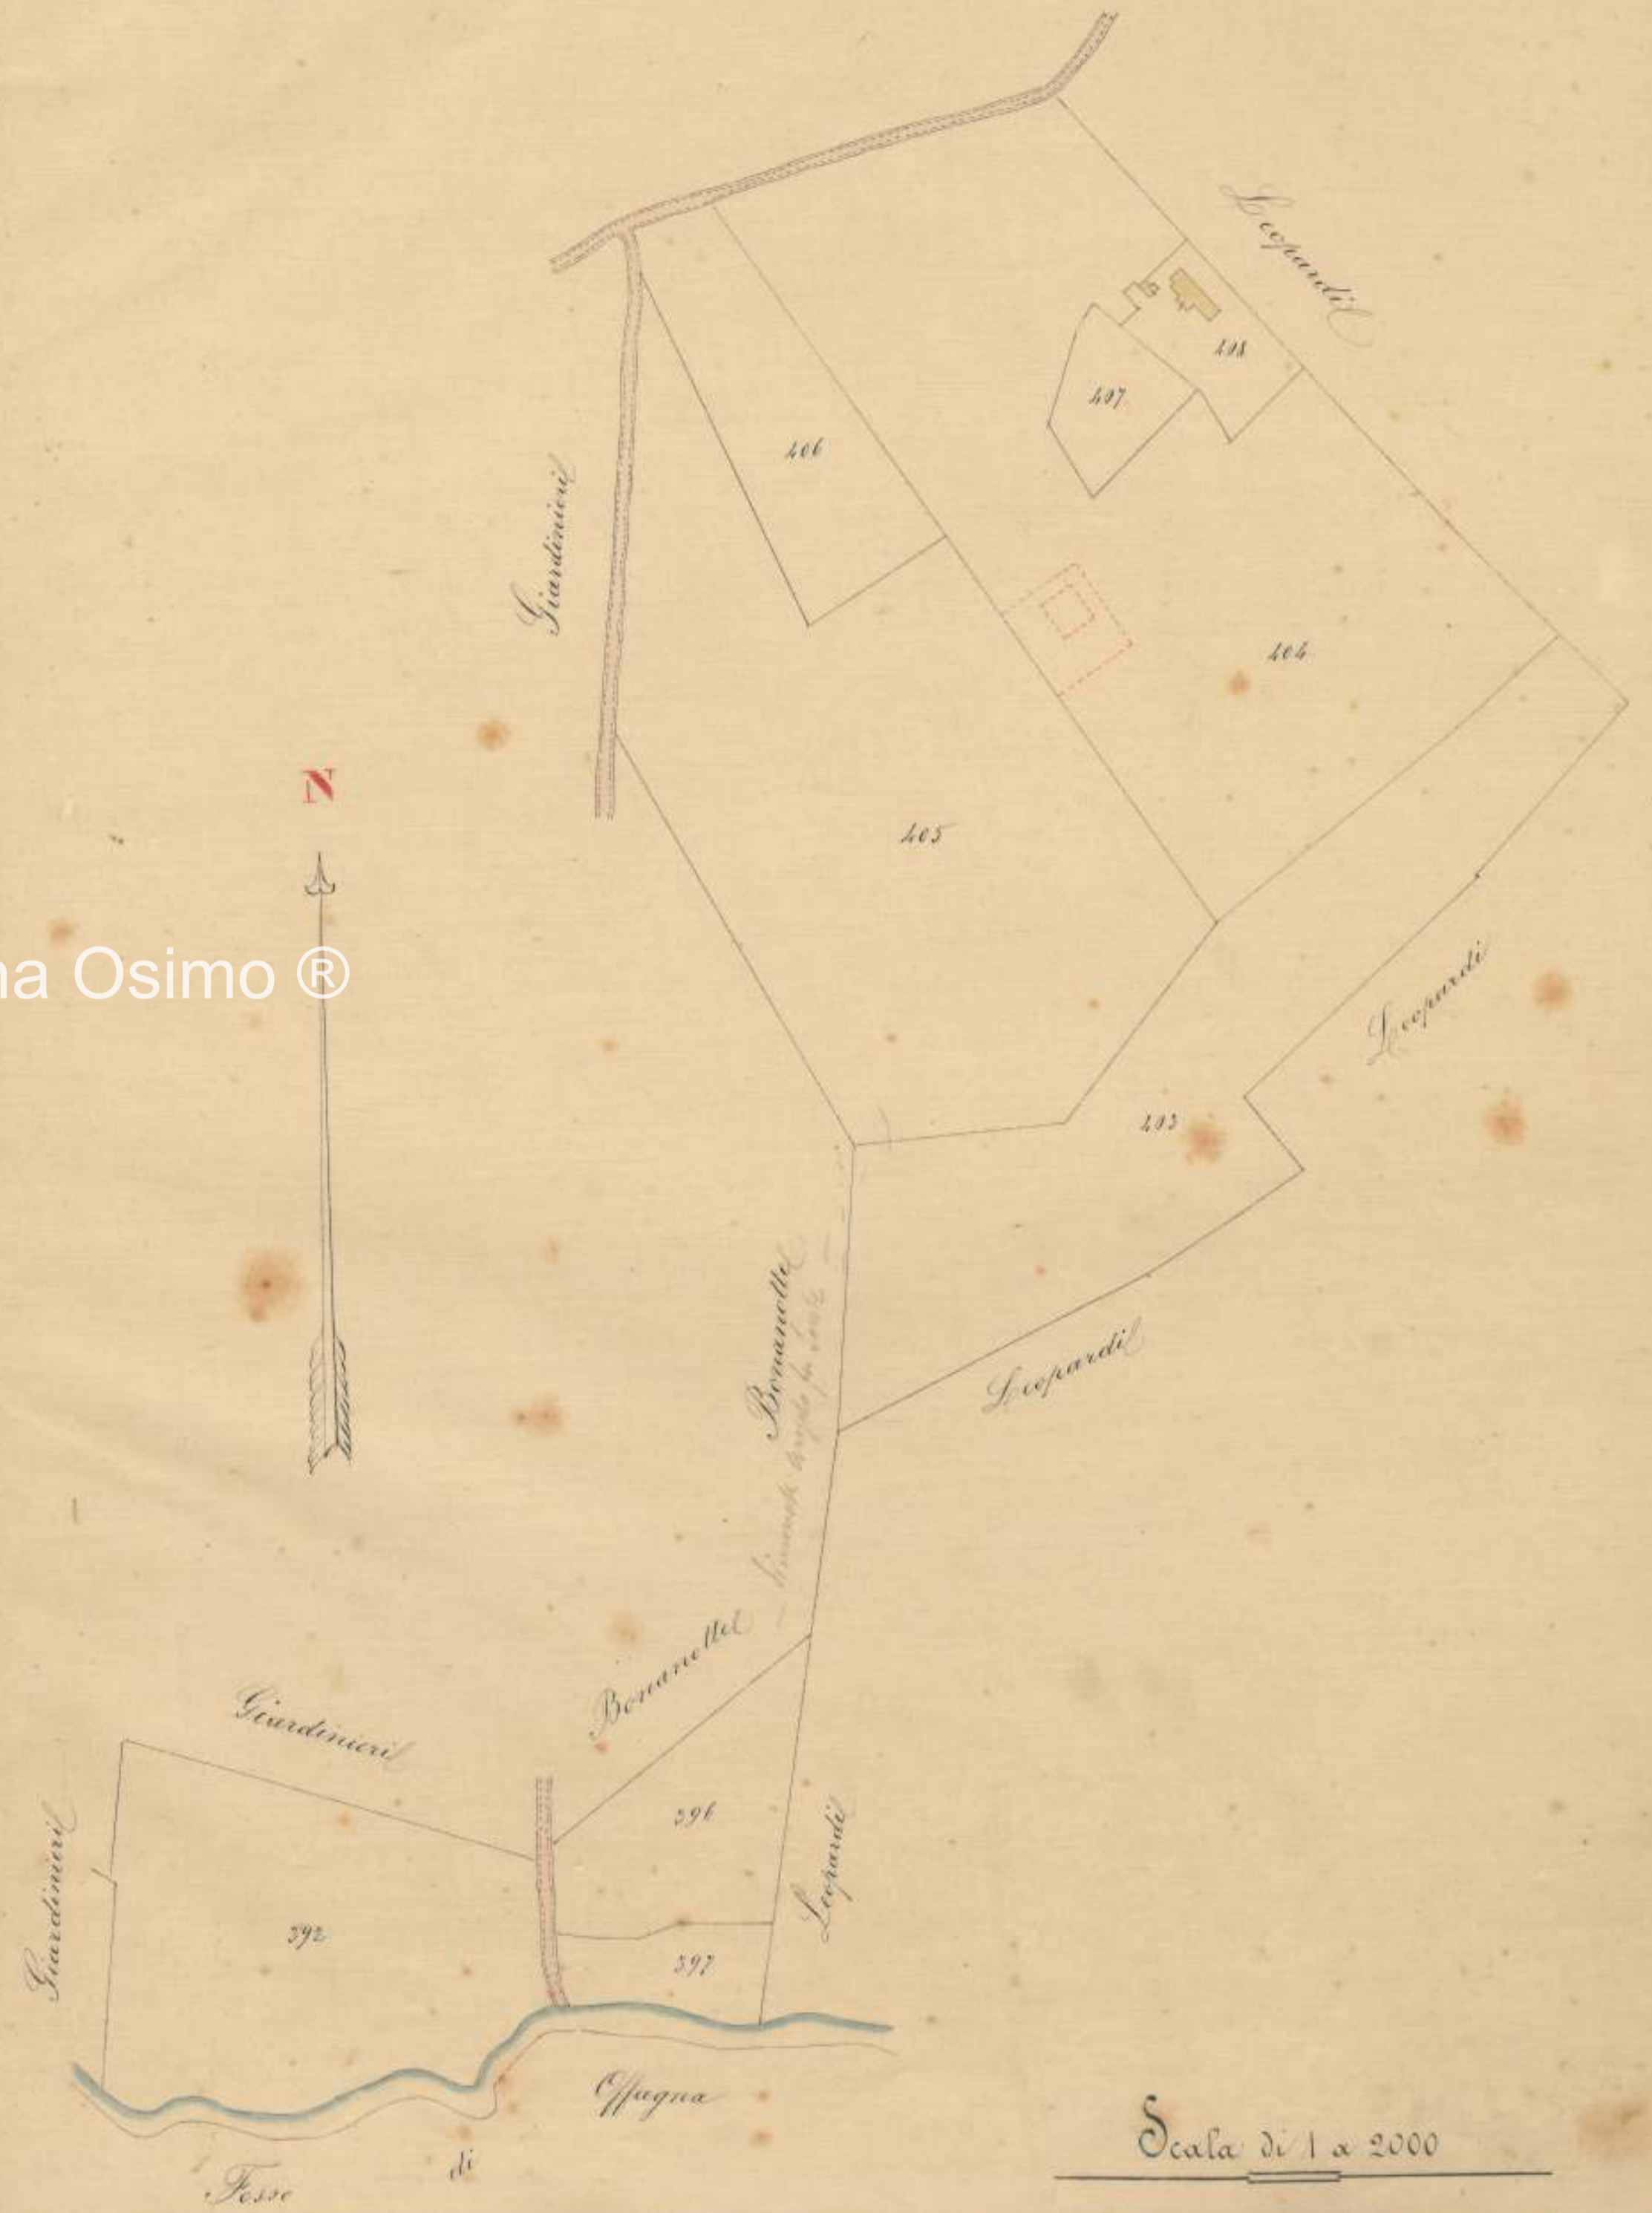 Leopardi
408
407
406
Giardinieri
404
N
405
na Osimo ®
Leopardi
403
Bonanotte
Leopardi
Bonanotte
Giardinieri
396
Giardinieri
Leopardi
392
397
Fosso di Offagna
Scala di 1 a 2000